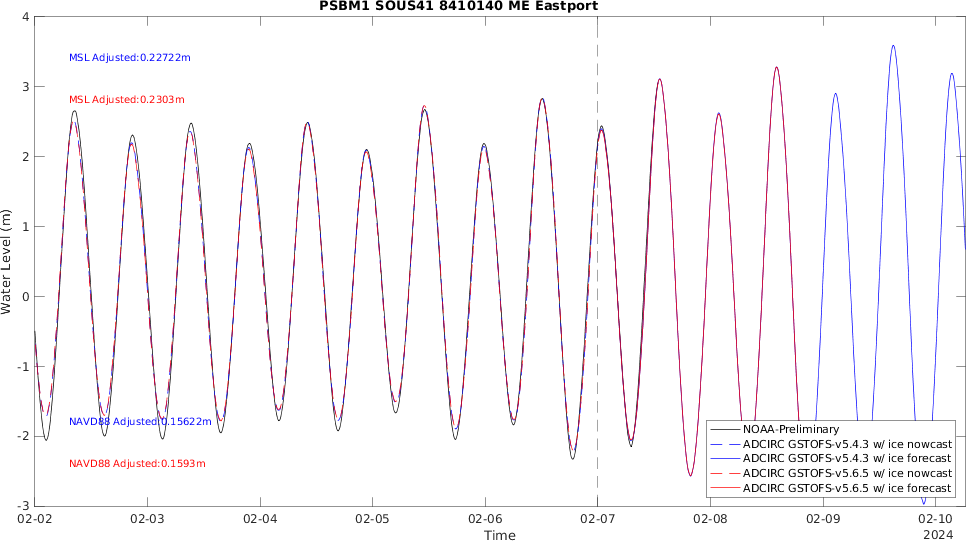 PSBM1 SOUS41 8410140 ME Eastport
4
3
2
1
0
-1
-2
-3
Water Level (m)
MSL Adjusted:0.22722m
MSL Adjusted:0.2303m
NAVD88 Adjusted:0.15622m
NAVD88 Adjusted:0.1593m
NOAA-Preliminary
ADCIRC GSTOFS-v5.4.3 w/ ice nowcast
ADCIRC GSTOFS-v5.4.3 w/ ice forecast
ADCIRC GSTOFS-v5.6.5 w/ ice nowcast
ADCIRC GSTOFS-v5.6.5 w/ ice forecast
02-02 02-03 02-04 02-05 02-06 02-07 02-08 02-09 02-10
Time
2024